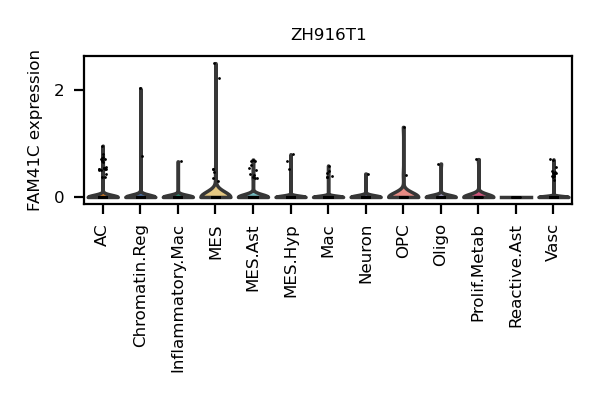 ZH916T1
FAM41C expression
2
0
AC
Chromatin.Reg
Inflammatory.Mac
MES
MES.Ast
MES.Hyp
Mac
Neuron
OPC
Oligo
Prolif.Metab
Reactive.Ast
Vasc